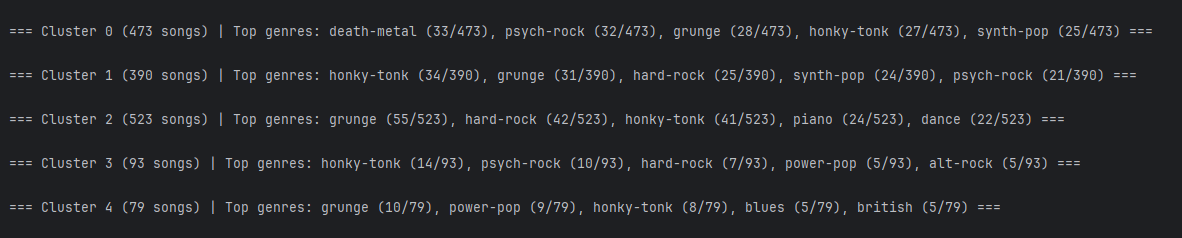 === Cluster 0 (473 songs) | Top genres: death-metal (33/473), psych-rock (32/473), grunge (28/473), honky-tonk (27/473), synth-pop (25/473) ===
=== Cluster 1 (390 songs) | Top genres: honky-tonk (34/390), grunge (31/390), hard-rock (25/390), synth-pop (24/390), psych-rock (21/390) ===
=== Cluster 2 (523 songs) | Top genres: grunge (55/523), hard-rock (42/523), honky-tonk (41/523), piano (24/523), dance (22/523) ===
=== Cluster 3 (93 songs) | Top genres: honky-tonk (14/93), psych-rock (10/93), hard-rock (7/93), power-pop (5/93), alt-rock (5/93) ===
=== Cluster 4 (79 songs) | Top genres: grunge (10/79), power-pop (9/79), honky-tonk (8/79), blues (5/79), british (5/79) ===